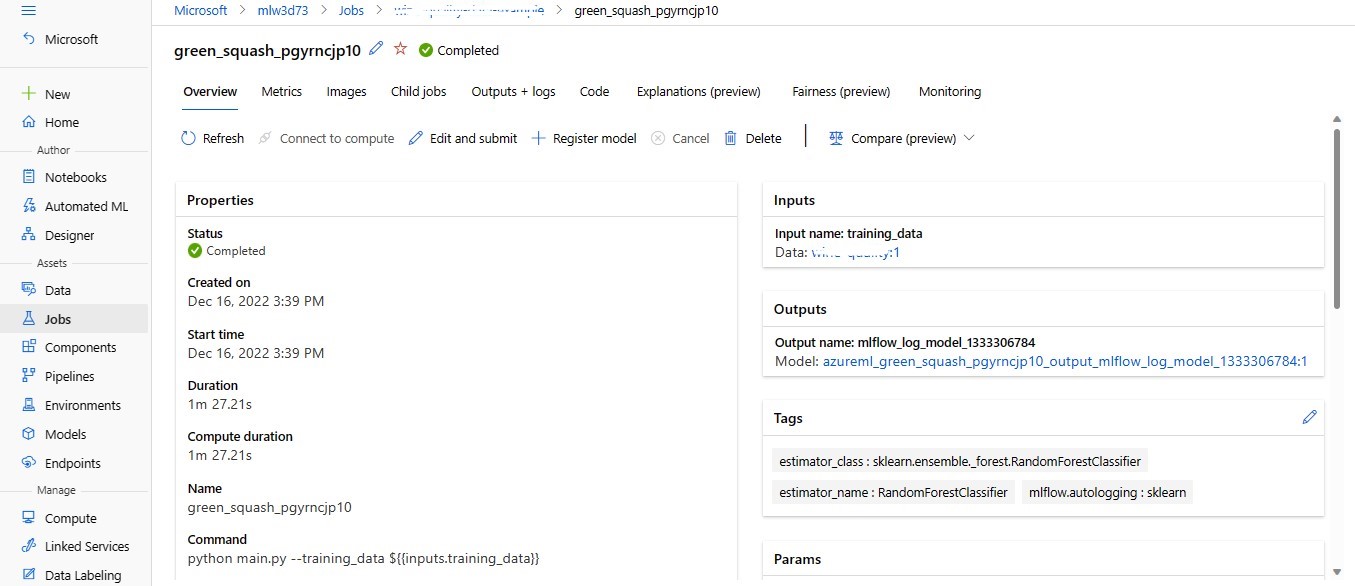 Microsoft > mlw3d73 > Jobs > > green_squash_pgyrncjp10
Microsoft
green_squash_pgyrncjp10 Completed
Overview Metrics Images Child jobs Outputs + logs Code Explanations (preview) Fairness (preview) Monitoring
New
Home
Refresh Connect to compute Edit and submit Register model Cancel Delete | Compare (preview)
Author
Notebooks
Automated ML
Designer
Assets
Data
Jobs
Components
Pipelines
Environments
Models
Endpoints
Manage
Compute
Linked Services
Data Labeling
Properties
Status
Completed
Created on
Dec 16, 2022 3:39 PM
Start time
Dec 16, 2022 3:39 PM
Duration
1m 27.21s
Compute duration
1m 27.21s
Name
green_squash_pgyrncjp10
Command
python main.py --training_data ${{inputs.training_data}}
Inputs
Input name: training_data
Data:
Outputs
Output name: mlflow_log_model_1333306784
Model: azureml_green_squash_pgyrncjp10_output_mlflow_log_model_1333306784:1
Tags
estimator_class : sklearn.ensemble._forest.RandomForestClassifier
estimator_name : RandomForestClassifier mlflow.autologging : sklearn
Params